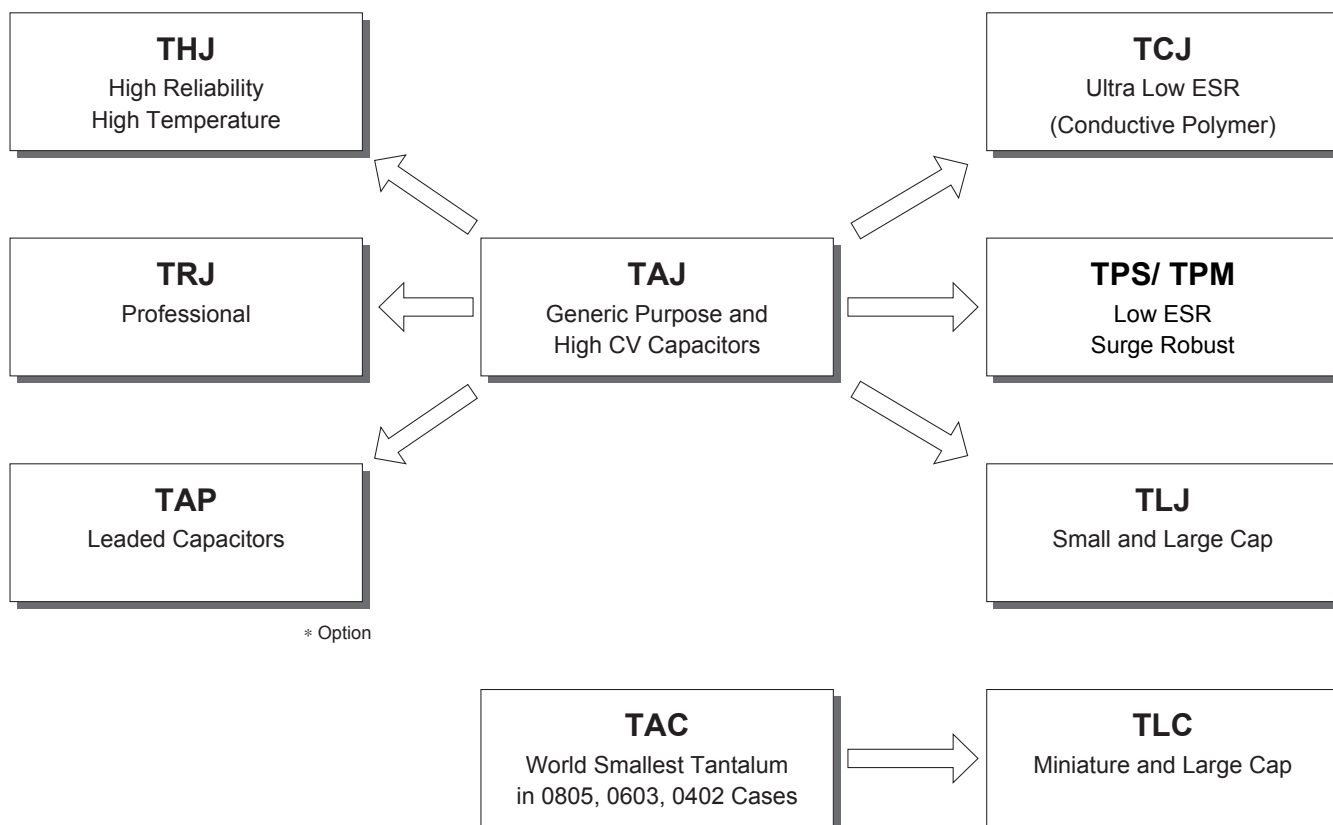 THJ
High Reliability
High Temperature
TCJ
Ultra Low ESR
(Conductive Polymer)
TRJ
Professional
TAJ
Generic Purpose and
High CV Capacitors
TPS/ TPM
Low ESR
Surge Robust
TAP
Leaded Capacitors
TLJ
Small and Large Cap
* Option
TAC
World Smallest Tantalum
in 0805, 0603, 0402 Cases
TLC
Miniature and Large Cap